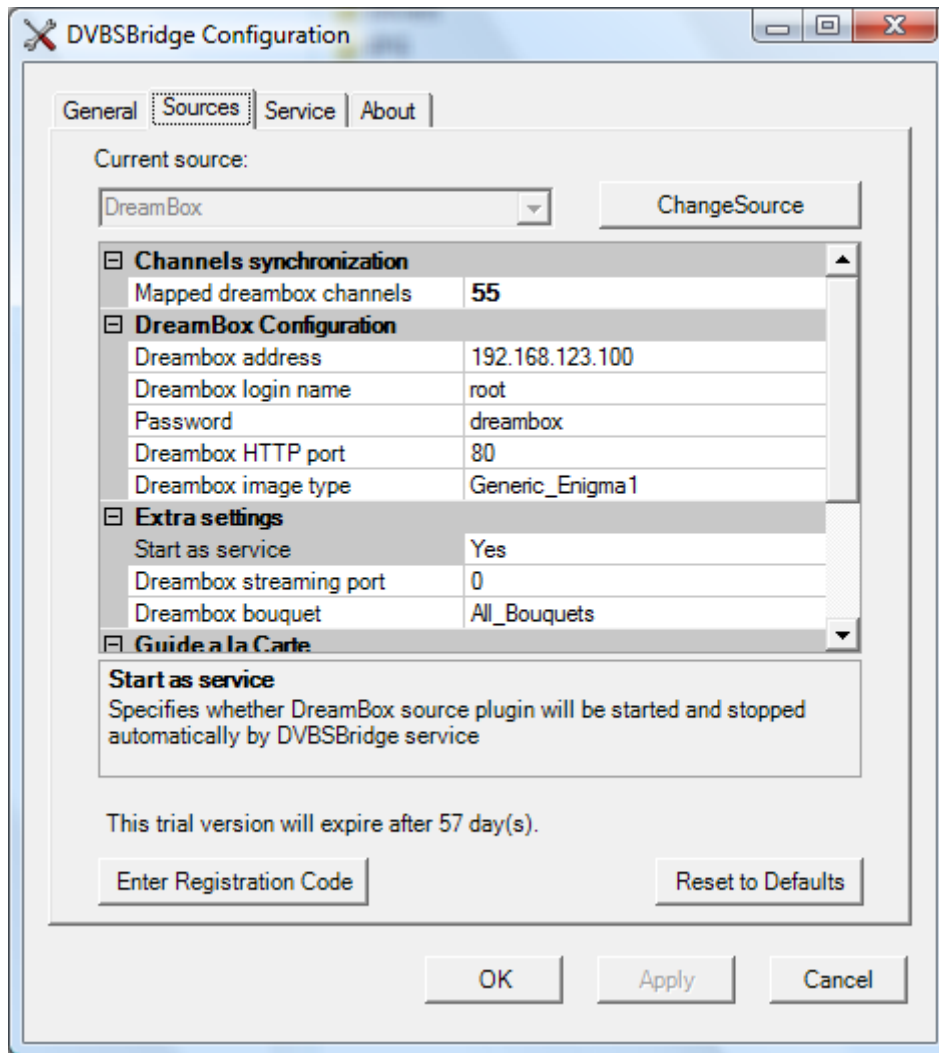 DVBSBridge Configuration
General Sources Service About
Current source:
DreamBox ChangeSource
Channels synchronization
Mapped dreambox channels 55
DreamBox Configuration
Dreambox address 192.168.123.100
Dreambox login name root
Password dreambox
Dreambox HTTP port 80
Dreambox image type Generic_Enigma1
Extra settings
Start as service Yes
Dreambox streaming port 0
Dreambox bouquet All_Bouquets
Guide a la Carte
Start as service
Specifies whether DreamBox source plugin will be started and stopped
automatically by DVBSBridge service
This trial version will expire after 57 day(s).
Enter Registration Code Reset to Defaults
OK Apply Cancel